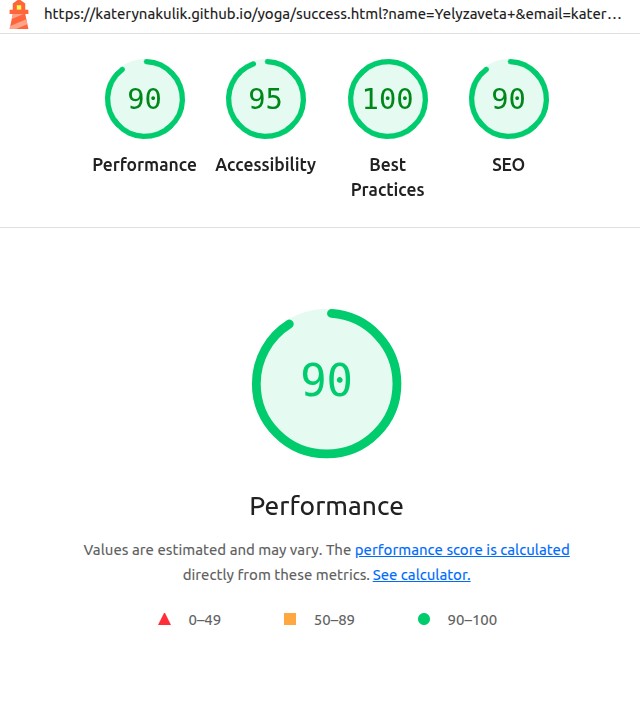 https://katerynakulik.github.io/yoga/success.html?name=Yelyzaveta+&email=kater…
90 95 100 90
Performance Accessibility Best Practices SEO
90
Performance
Values are estimated and may vary. The performance score is calculated
directly from these metrics. See calculator.
0–49 50–89 90–100